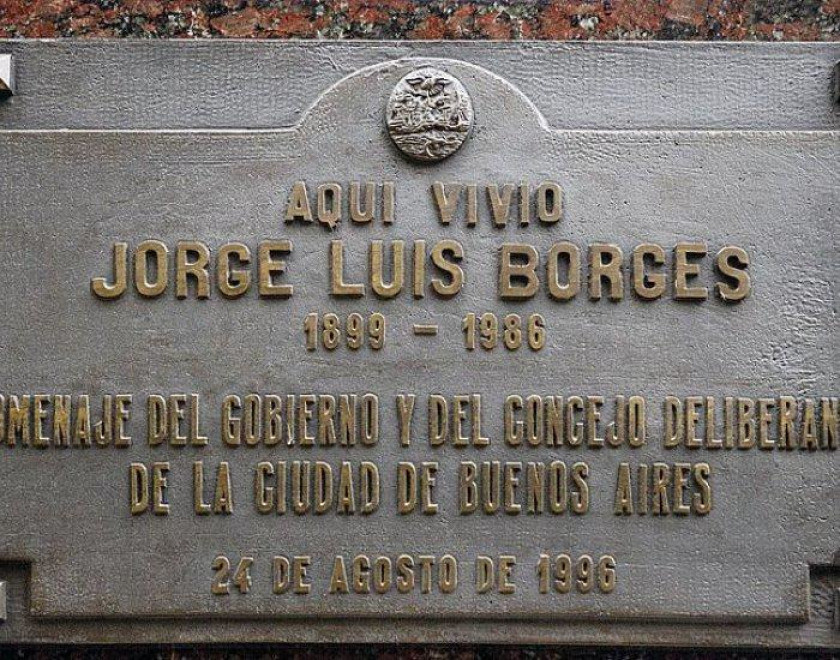 AQUI VIVIO
JORGE LUIS BORGES
1899 - 1986
OMENAJE DEL GOBIERNO Y DEL CONCEJO DELIBERAN
DE LA CIUDAD DE BUENOS AIRES
24 DE AGOSTO DE 1996